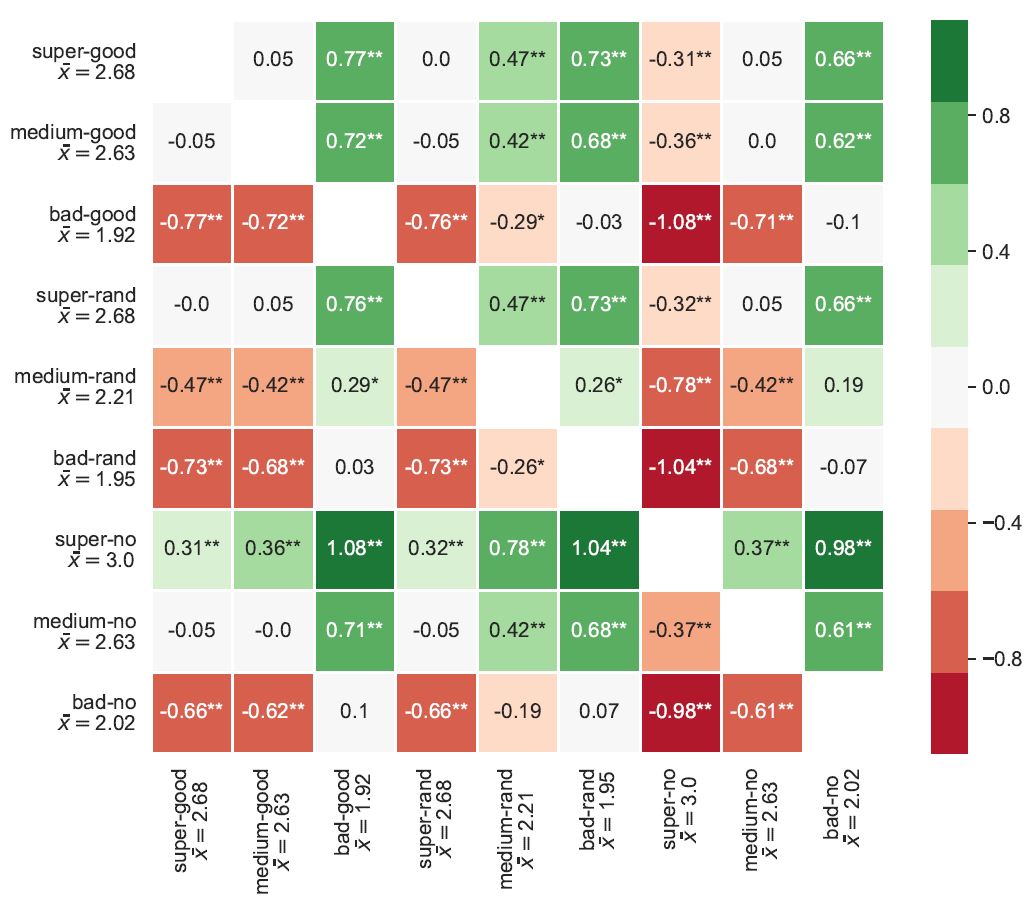 super-good
x̄ = 2.68
0.05 0.77** 0.0 0.47** 0.73** -0.31** 0.05 0.66**
medium-good
x̄ = 2.63
-0.05 0.72** -0.05 0.42** 0.68** -0.36** 0.0 0.62**
bad-good
x̄ = 1.92
-0.77** -0.72** -0.76** -0.29* -0.03 -1.08** -0.71** -0.1
super-rand
x̄ = 2.68
-0.0 0.05 0.76** 0.47** 0.73** -0.32** 0.05 0.66**
medium-rand
x̄ = 2.21
-0.47** -0.42** 0.29* -0.47** 0.26* -0.78** -0.42** 0.19
bad-rand
x̄ = 1.95
-0.73** -0.68** 0.03 -0.73** -0.26* -1.04** -0.68** -0.07
super-no
x̄ = 3.0
0.31** 0.36** 1.08** 0.32** 0.78** 1.04** 0.37** 0.98**
medium-no
x̄ = 2.63
-0.05 -0.0 0.71** -0.05 0.42** 0.68** -0.37** 0.61**
bad-no
x̄ = 2.02
-0.66** -0.62** 0.1 -0.66** -0.19 0.07 -0.98** -0.61**
super-good
x̄ = 2.68
medium-good
x̄ = 2.63
bad-good
x̄ = 1.92
super-rand
x̄ = 2.68
medium-rand
x̄ = 2.21
bad-rand
x̄ = 1.95
super-no
x̄ = 3.0
medium-no
x̄ = 2.63
bad-no
x̄ = 2.02
0.8
0.4
0.0
−0.4
−0.8